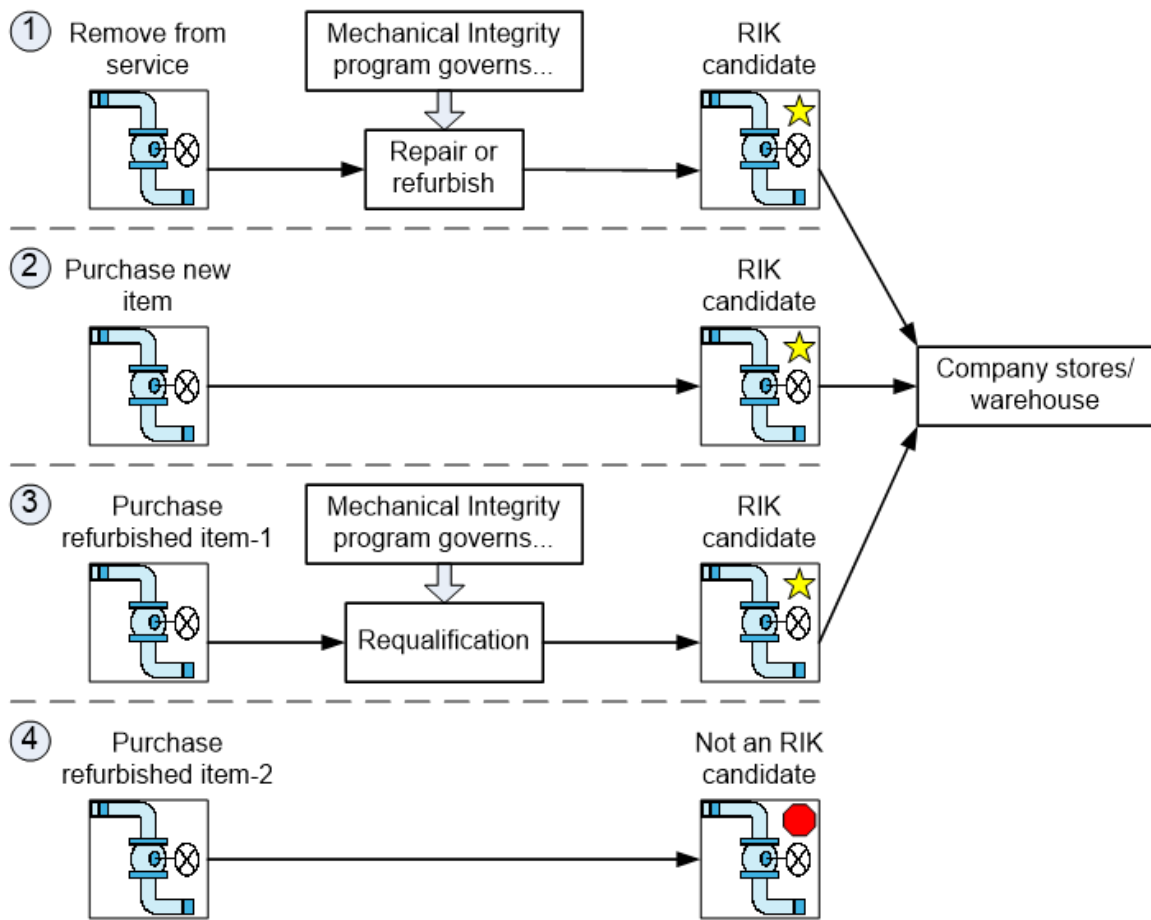 1
Remove from
service
Mechanical Integrity
program governs...
RIK
candidate
Repair or
refurbish
2
Purchase new
item
RIK
candidate
Company stores/
warehouse
3
Purchase
refurbished item-1
Mechanical Integrity
program governs...
RIK
candidate
Requalification
4
Purchase
refurbished item-2
Not an RIK
candidate